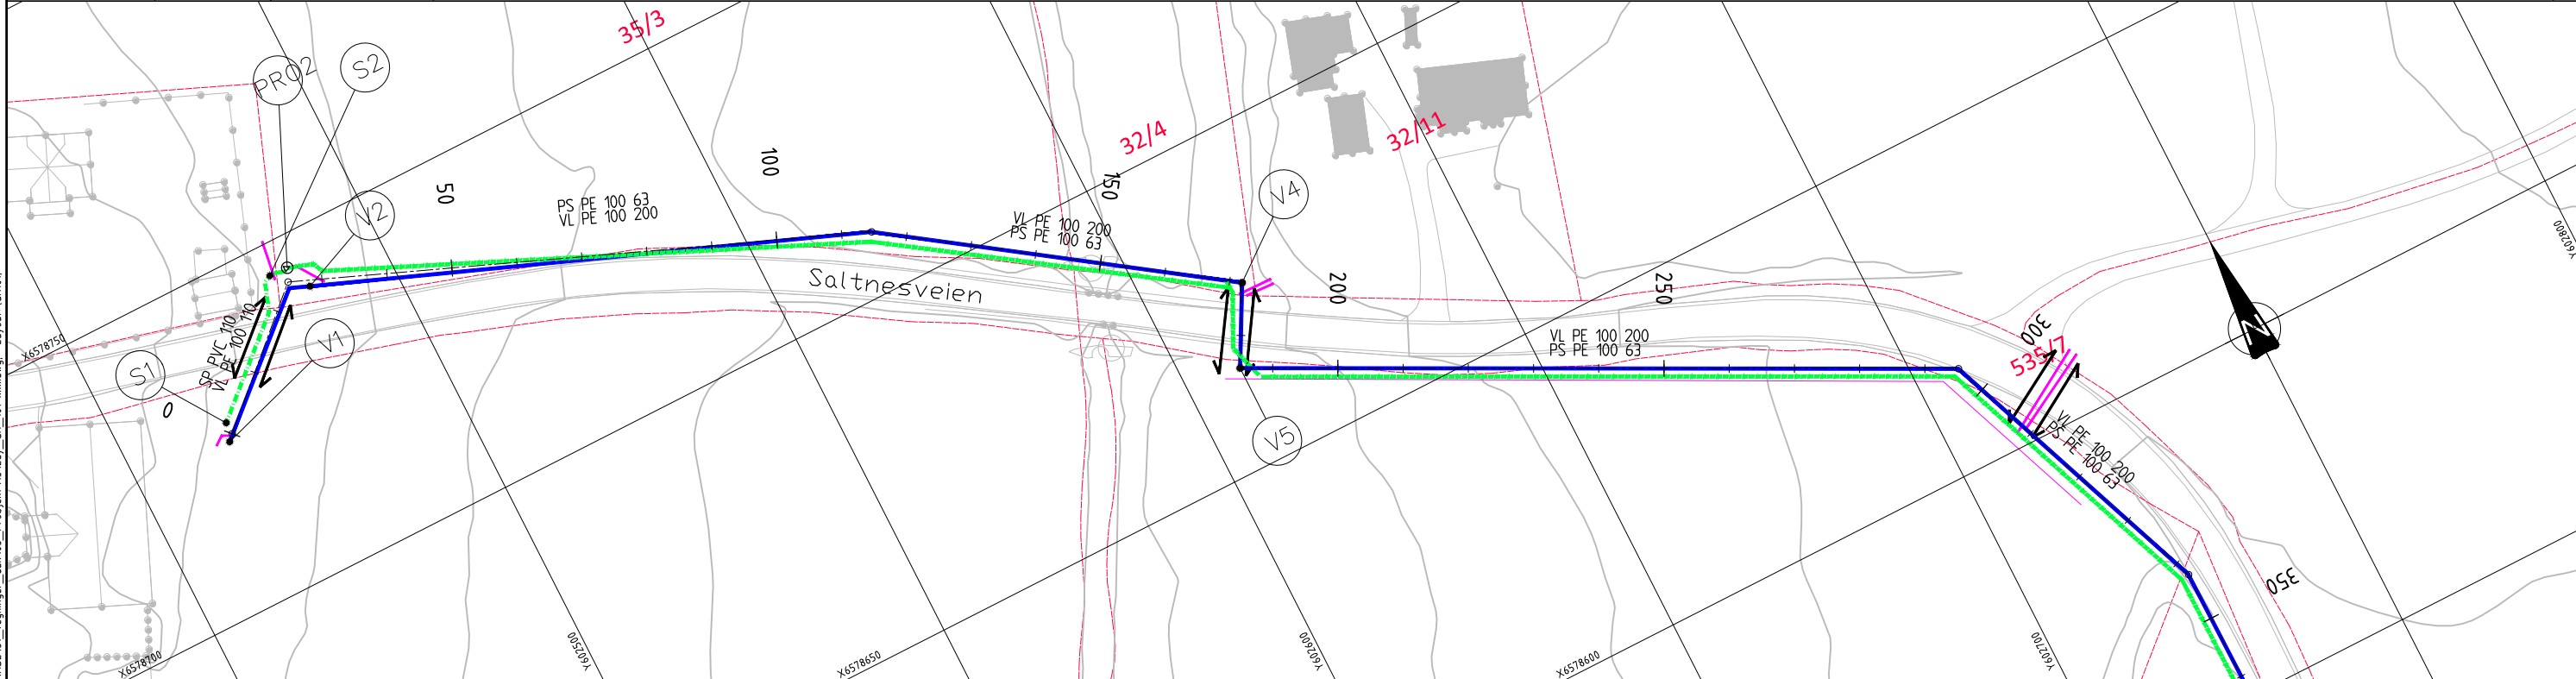 35/3
PR02
S2
V2
50
PS PE 100 63
VL PE 100 200
100
32/4
32/11
150
VL PE 100 200
PS PE 100 63
V4
Saltnesveien
200
250
VL PE 100 200
PS PE 100 63
300
535/7
N
Y602800
X6578750
SP PVC 110
VL PE 100 110
S1
V1
0
V5
VL PE 100 200
PS PE 100 63
350
X6578700
Y602500
X6578650
Y602600
X6578600
Y602700